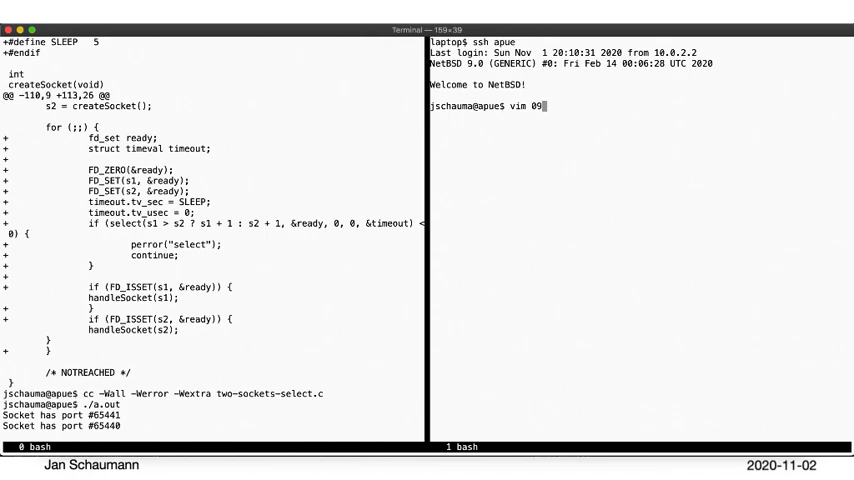 Terminal — 159×39
+#define SLEEP   5
+#endif

 int
 createSocket(void)
@@ -110,9 +113,26 @@
        s2 = createSocket();

        for (;;) {
+               fd_set ready;
+               struct timeval timeout;
+
+               FD_ZERO(&ready);
+               FD_SET(s1, &ready);
+               FD_SET(s2, &ready);
+               timeout.tv_sec = SLEEP;
+               timeout.tv_usec = 0;
+               if (select(s1 > s2 ? s1 + 1 : s2 + 1, &ready, 0, 0, &timeout) <
0) {
+                       perror("select");
+                       continue;
+               }
+
+               if (FD_ISSET(s1, &ready)) {
                handleSocket(s1);
+               }
+               if (FD_ISSET(s2, &ready)) {
                handleSocket(s2);
        }
+       }

        /* NOTREACHED */
 }
jschauma@apue$ cc -Wall -Werror -Wextra two-sockets-select.c
jschauma@apue$ ./a.out
Socket has port #65441
Socket has port #65440
0 bash
laptop$ ssh apue
Last login: Sun Nov  1 20:10:31 2020 from 10.0.2.2
NetBSD 9.0 (GENERIC) #0: Fri Feb 14 00:06:28 UTC 2020

Welcome to NetBSD!

jschauma@apue$ vim 09
1 bash
Jan Schaumann
2020-11-02